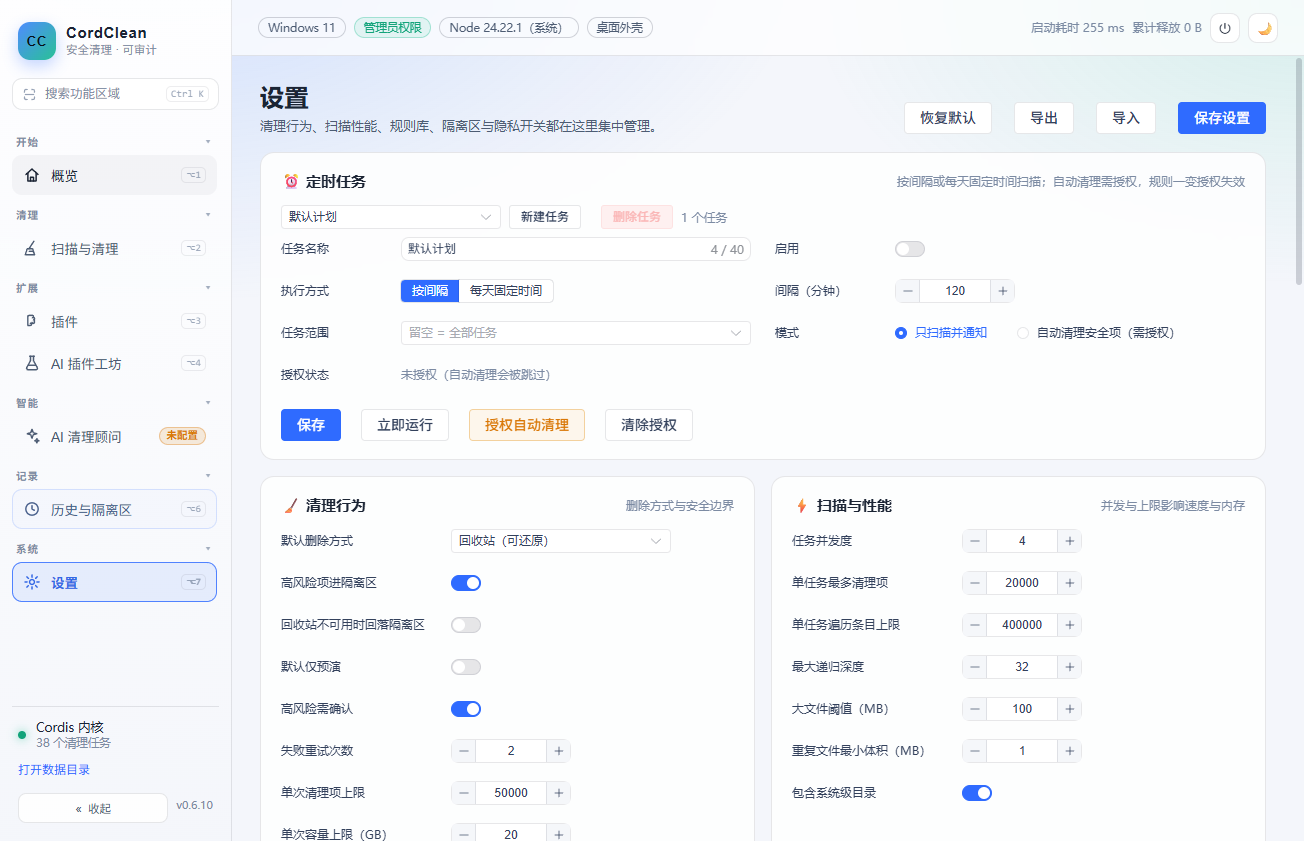 CC
CordClean
安全清理 · 可审计
搜索功能区域 Ctrl K
开始
概览 ⌥1
清理
扫描与清理 ⌥2
扩展
插件 ⌥3
AI 插件工坊 ⌥4
智能
AI 清理顾问 未配置
记录
历史与隔离区 ⌥6
系统
设置 ⌥7
Cordis 内核
38 个清理任务
打开数据目录
« 收起 v0.6.10
Windows 11 管理员权限 Node 24.22.1（系统） 桌面外壳 启动耗时 255 ms 累计释放 0 B
设置
清理行为、扫描性能、规则库、隔离区与隐私开关都在这里集中管理。
恢复默认 导出 导入 保存设置
定时任务 按间隔或每天固定时间扫描；自动清理需授权，规则一变授权失效
默认计划 新建任务 删除任务 1 个任务
任务名称 默认计划 4 / 40 启用
执行方式 按间隔 每天固定时间 间隔（分钟） − 120 +
任务范围 留空 = 全部任务 模式 只扫描并通知 自动清理安全项（需授权）
授权状态 未授权（自动清理会被跳过）
保存 立即运行 授权自动清理 清除授权
清理行为 删除方式与安全边界
默认删除方式 回收站（可还原）
高风险项进隔离区
回收站不可用时回落隔离区
默认仅预演
高风险需确认
失败重试次数 − 2 +
单次清理项上限 − 50000 +
单次容量上限（GB） − 20 +
扫描与性能 并发与上限影响速度与内存
任务并发度 − 4 +
单任务最多清理项 − 20000 +
单任务遍历条目上限 − 400000 +
最大递归深度 − 32 +
大文件阈值（MB） − 100 +
重复文件最小体积（MB） − 1 +
包含系统级目录